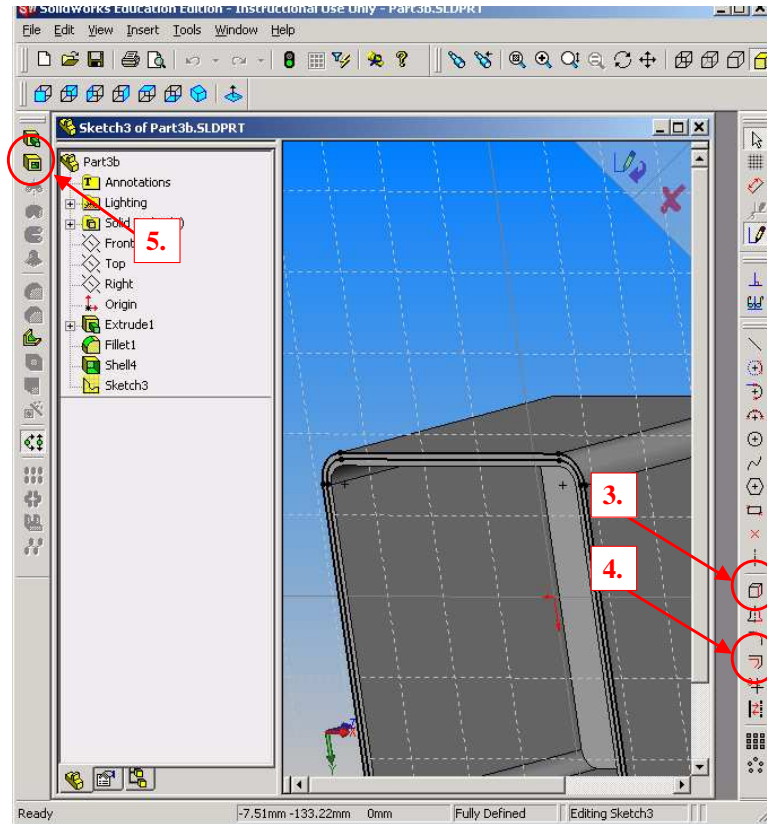 SolidWorks Education Edition - Instructional Use Only - Part3b.SLDPRT
File Edit View Insert Tools Window Help
Sketch3 of Part3b.SLDPRT
Part3b
Annotations
Lighting
Front
5.
Top
Right
Origin
Extrude1
Fillet1
Shell4
Sketch3
3.
4.
Ready -7.51mm -133.22mm 0mm Fully Defined Editing Sketch3